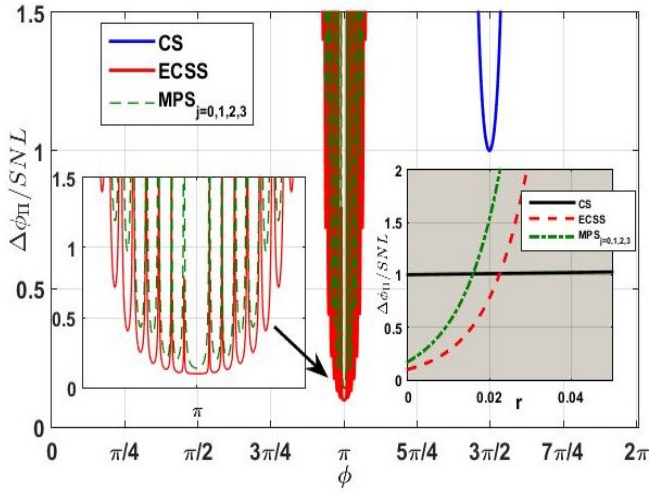 1.5
1
0.5
0
Δϕ_Π/SNL
CS
ECSS
MPS_{j=0,1,2,3}
1.5
1
0.5
0
π
2
1.5
1
0.5
0
Δϕ_Π/SNL
CS
ECSS
MPS_{j=0,1,2,3}
0
0.02
0.04
r
0
π/4
π/2
3π/4
π
5π/4
3π/2
7π/4
2π
ϕ